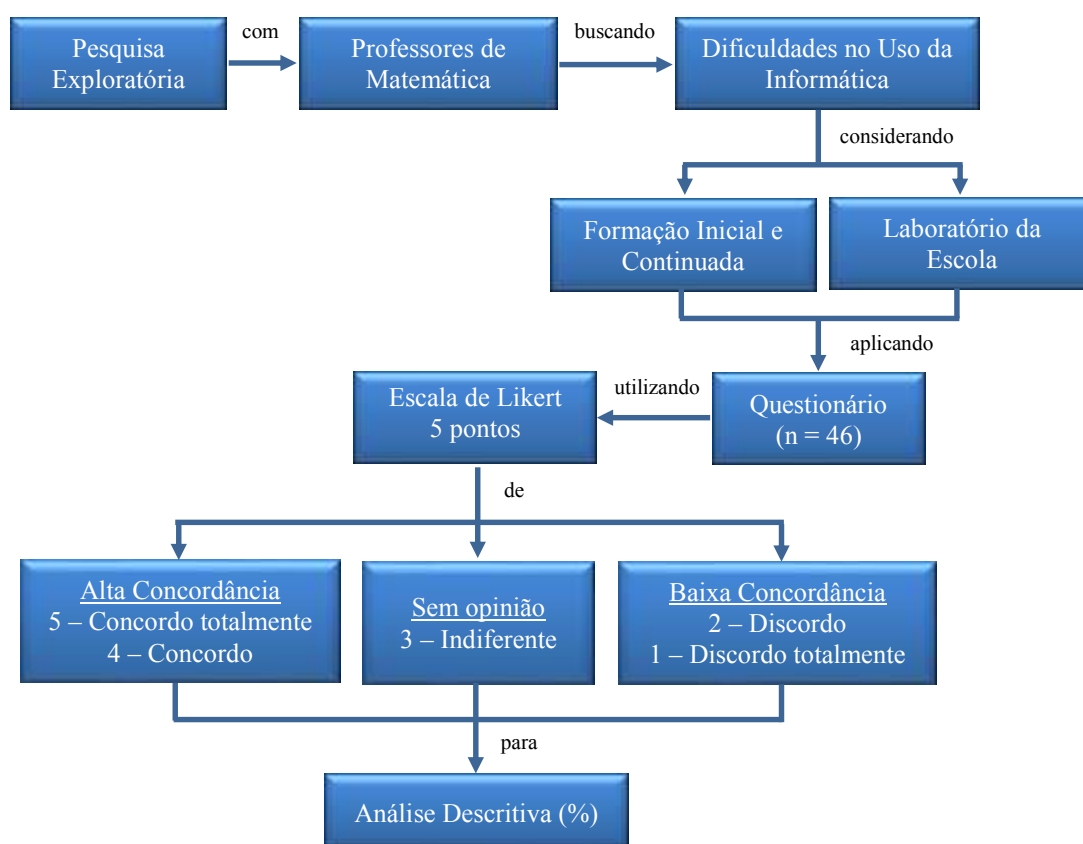 Pesquisa
Exploratória
com
Professores de
Matemática
buscando
Dificuldades no Uso da
Informática
considerando
Formação Inicial e
Continuada
Laboratório da
Escola
aplicando
Questionário
(n = 46)
utilizando
Escala de Likert
5 pontos
de
Alta Concordância
5 – Concordo totalmente
4 – Concordo
Sem opinião
3 – Indiferente
Baixa Concordância
2 – Discordo
1 – Discordo totalmente
para
Análise Descritiva (%)